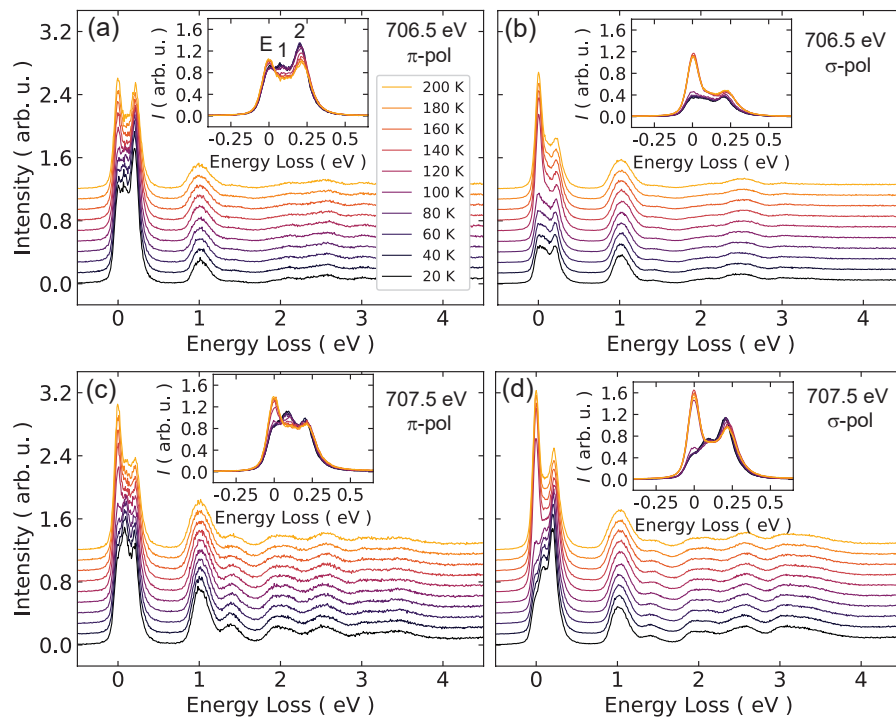 (a)
706.5 eV
π-pol
Intensity ( arb. u. )
3.2
2.4
1.6
0.8
0.0
0 1 2 3 4
Energy Loss ( eV )
I ( arb. u. )
1.6
1.2
0.8
0.4
0.0
−0.25 0.00 0.25 0.5
Energy Loss ( eV )
E
1
2
200 K
180 K
160 K
140 K
120 K
100 K
80 K
60 K
40 K
20 K
(b)
706.5 eV
σ-pol
0 1 2 3 4
Energy Loss ( eV )
I ( arb. u. )
1.6
1.2
0.8
0.4
0.0
−0.25 0.00 0.25 0.5
Energy Loss ( eV )
(c)
707.5 eV
π-pol
Intensity ( arb. u. )
3.2
2.4
1.6
0.8
0.0
0 1 2 3 4
Energy Loss ( eV )
I ( arb. u. )
1.6
1.2
0.8
0.4
0.0
−0.25 0.00 0.25 0.5
Energy Loss ( eV )
(d)
707.5 eV
σ-pol
0 1 2 3 4
Energy Loss ( eV )
I ( arb. u. )
1.6
1.2
0.8
0.4
0.0
−0.25 0.00 0.25 0.5
Energy Loss ( eV )